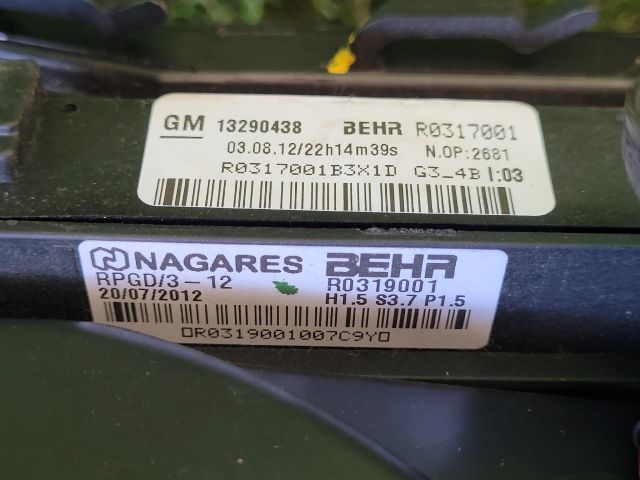 GM 13290438 BEHR R0317001
03.08.12/22h14m39s N.OP:2681
R0317001B3X1D G3_4B I:03
NAGARES BEHR
RPGD/3-12 R0319001
20/07/2012 H1.5 S3.7 P1.5
R0319001007C9Y